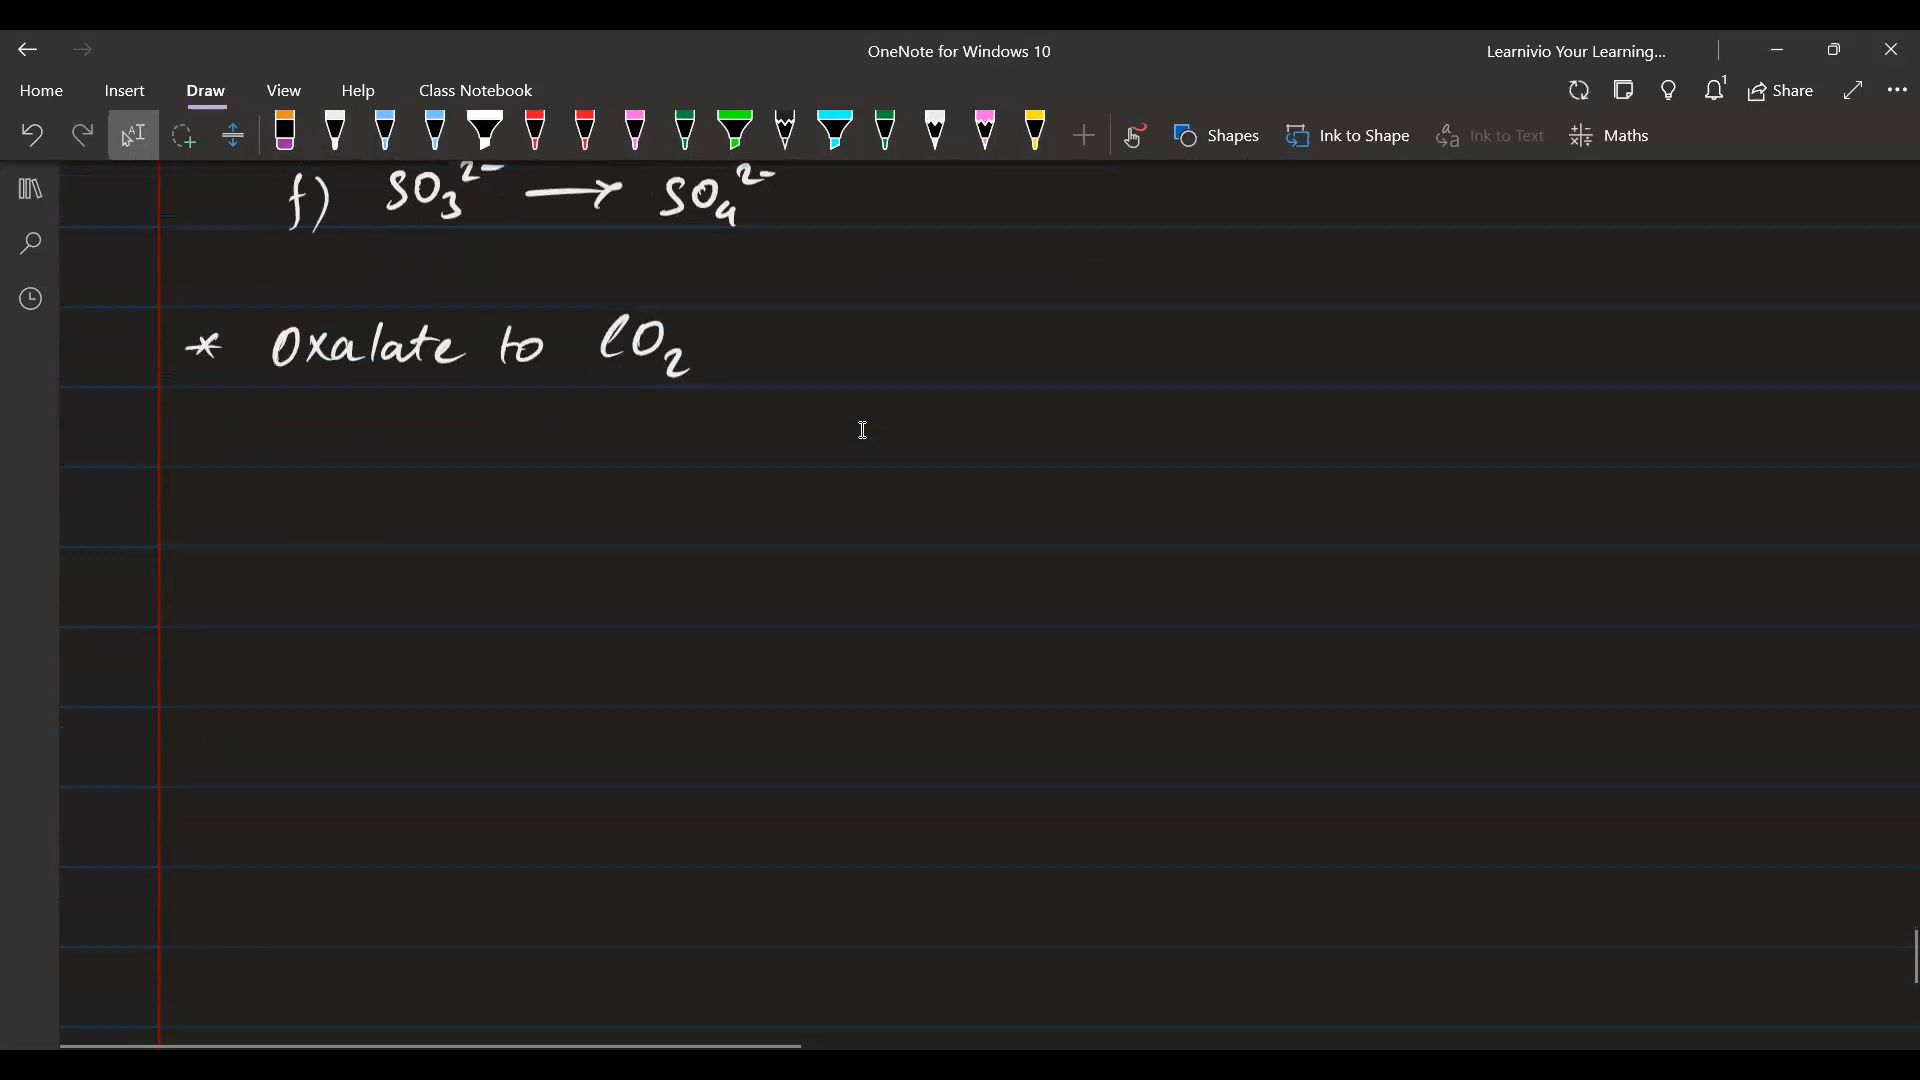 OneNote for Windows 10
Learnivio Your Learning...
Home Insert Draw View Help Class Notebook
1 Share
Shapes Ink to Shape Ink to Text Maths
f) SO₃²⁻ → SO₄²⁻
* Oxalate to CO₂